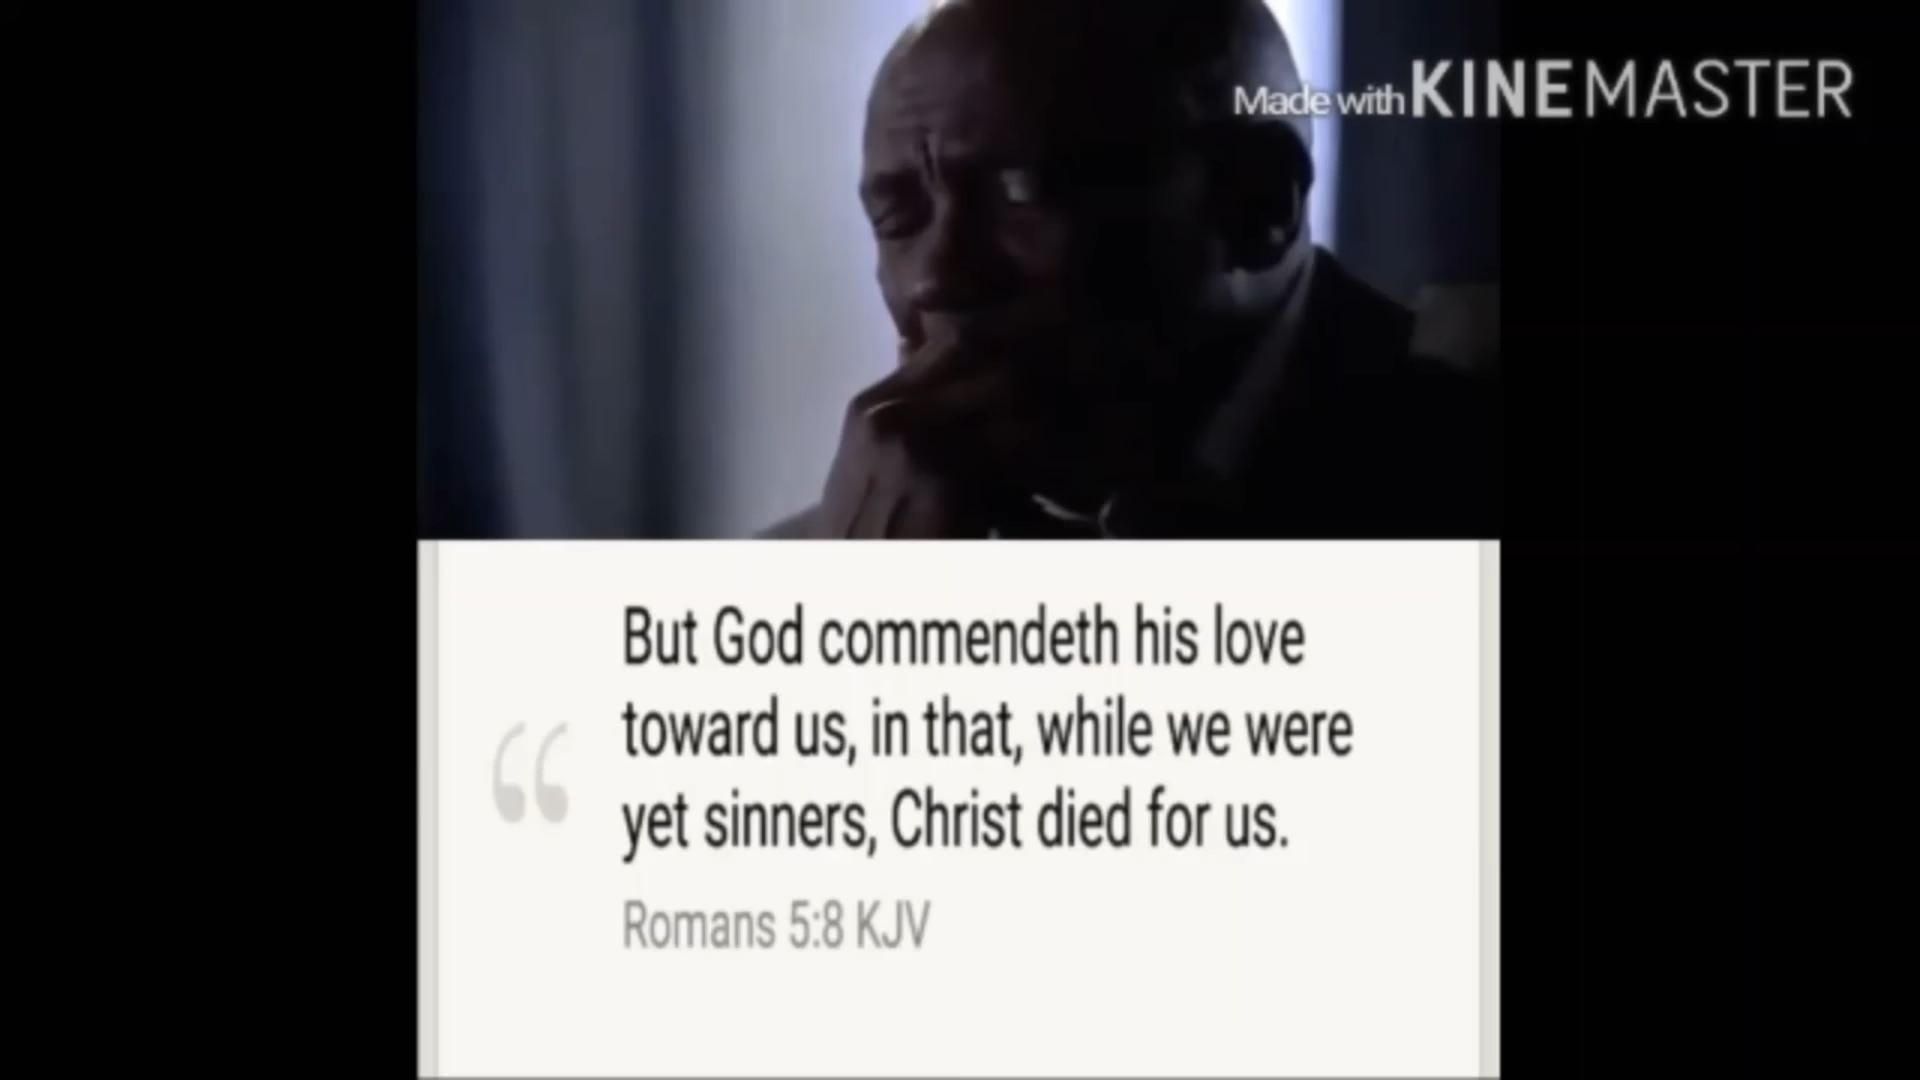 Made with KINEMASTER
“
But God commendeth his love
toward us, in that, while we were
yet sinners, Christ died for us.
Romans 5:8 KJV